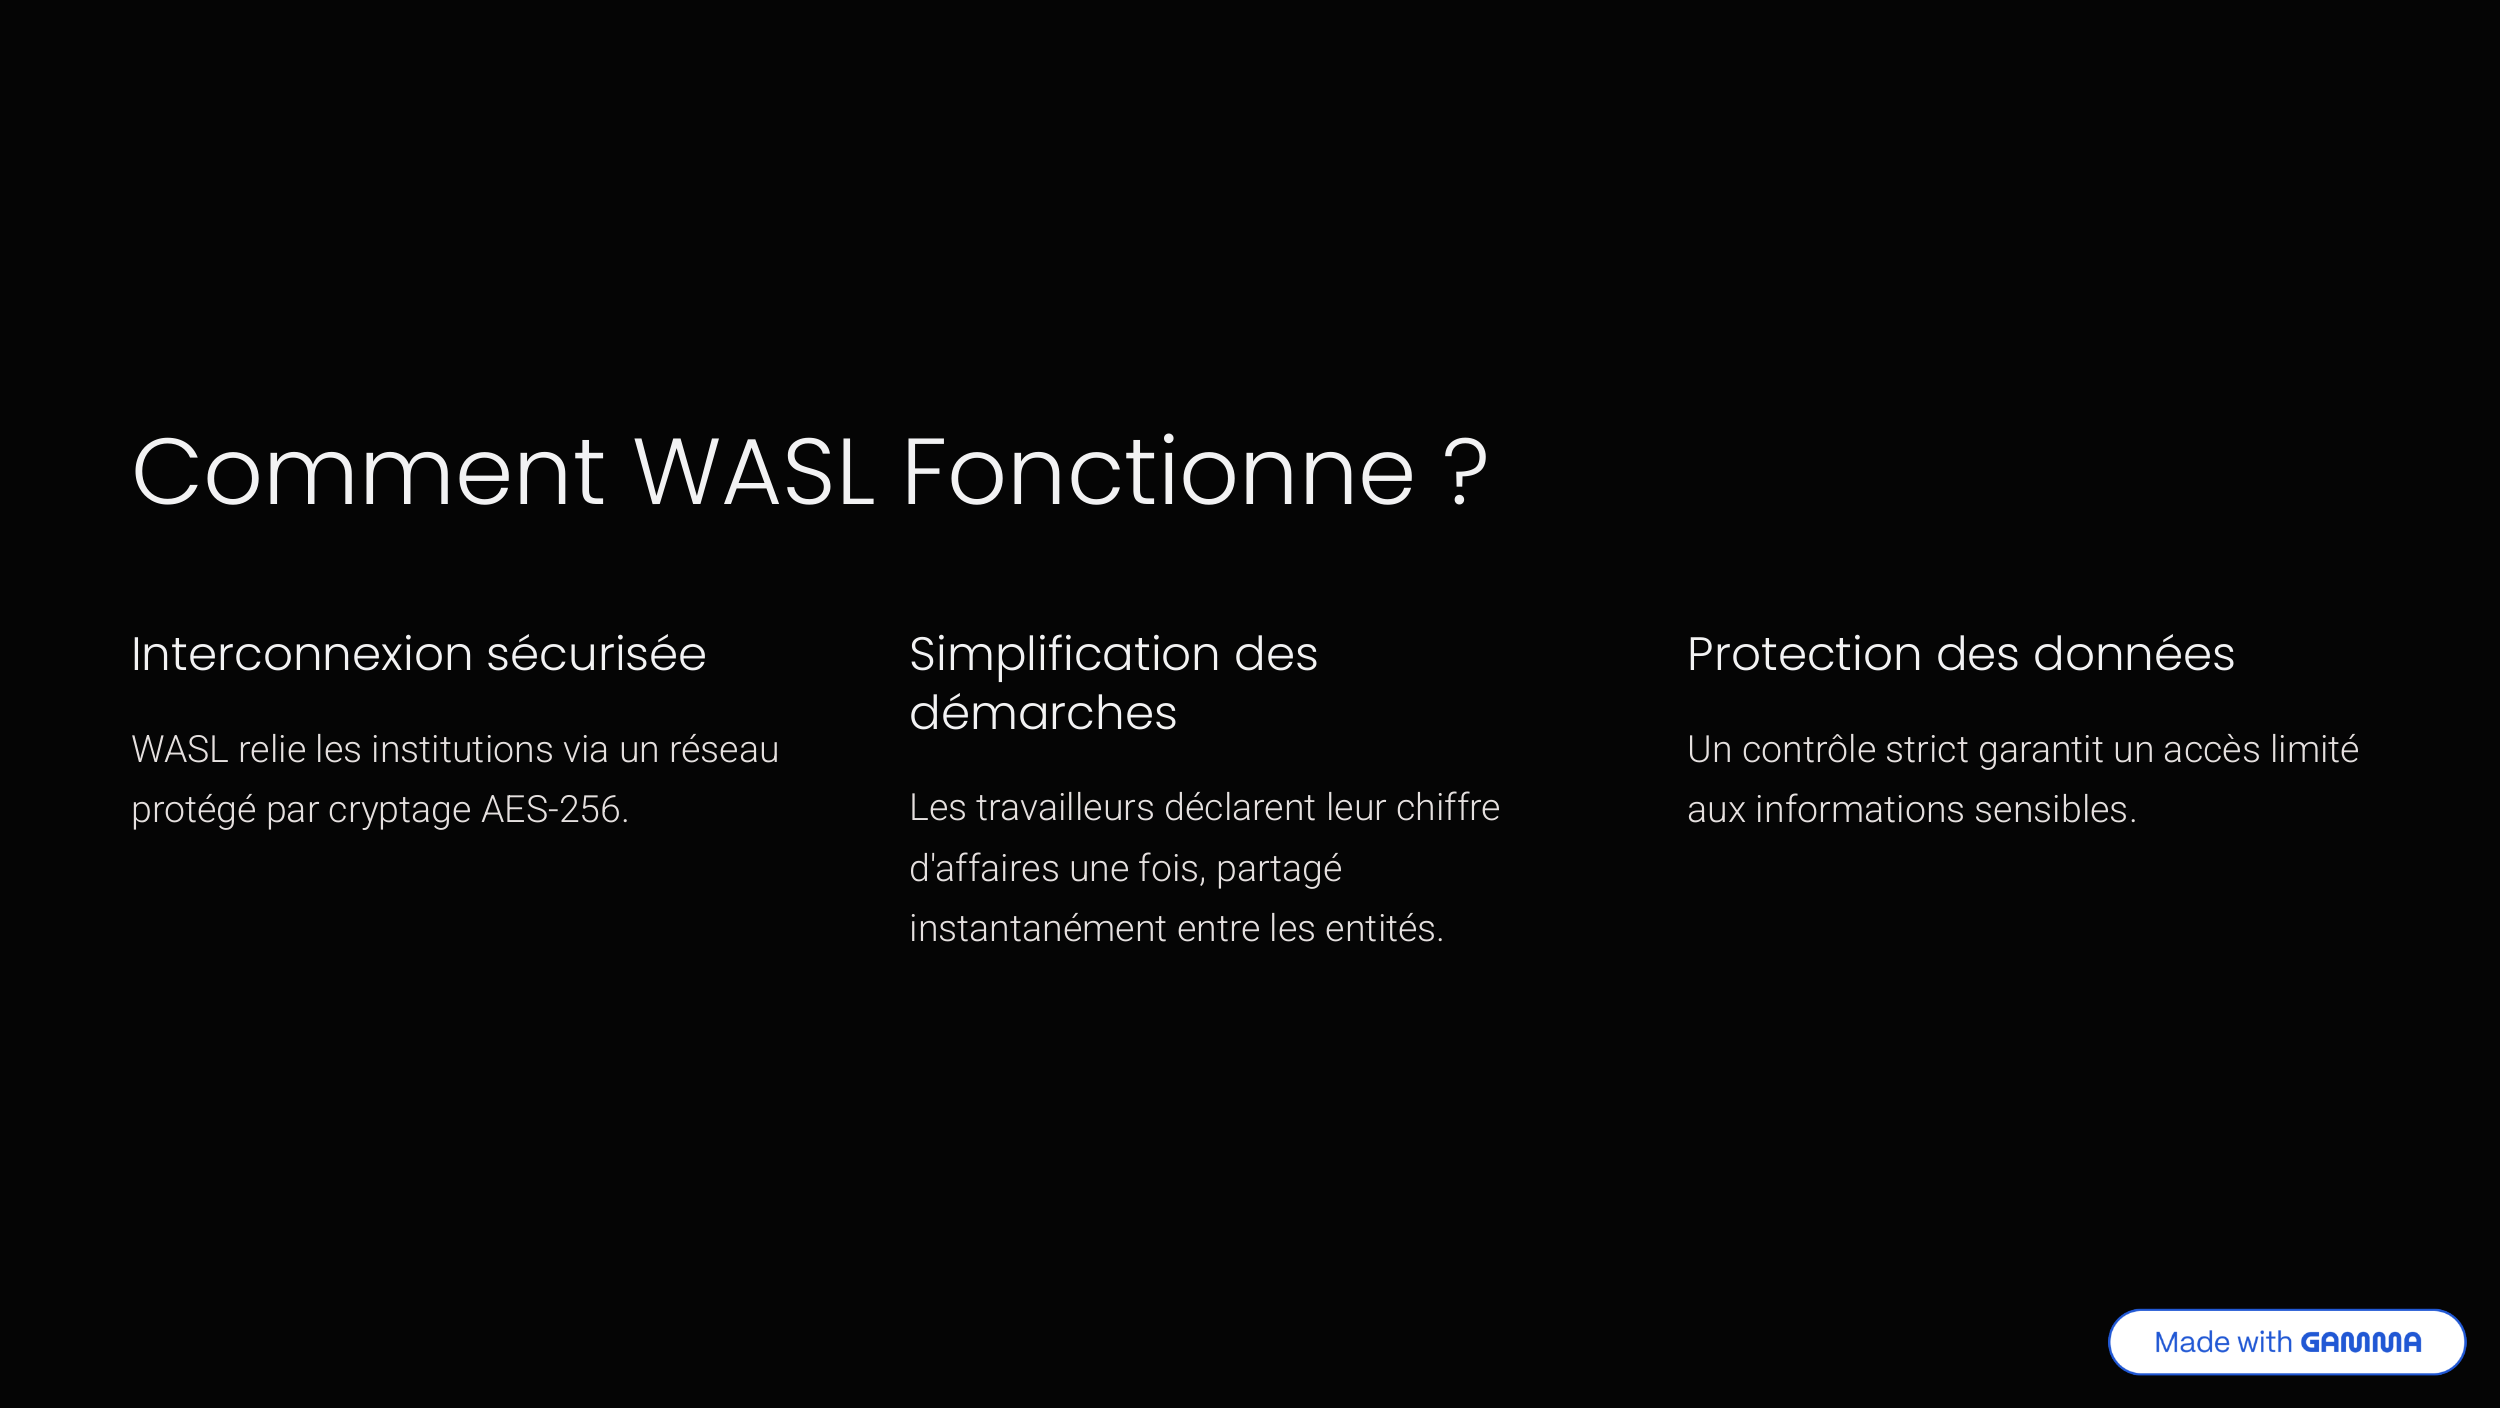 Comment WASL Fonctionne ?
Interconnexion sécurisée
WASL relie les institutions via un réseau
protégé par cryptage AES-256.
Simplification des
démarches
Les travailleurs déclarent leur chiffre
d'affaires une fois, partagé
instantanément entre les entités.
Protection des données
Un contrôle strict garantit un accès limité
aux informations sensibles.
Made with GAMMA